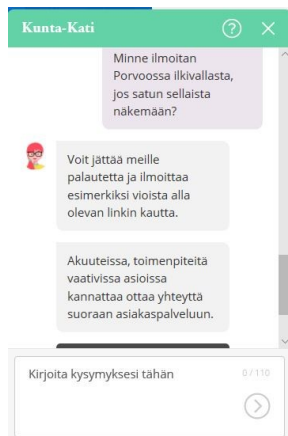 Kunta-Kati
Minne ilmoitan
Porvoossa ilkivallasta,
jos satun sellaista
näkemään?
Voit jättää meille
palautetta ja ilmoittaa
esimerkiksi vioista alla
olevan linkin kautta.
Akuuteissa, toimenpiteitä
vaativissa asioissa
kannattaa ottaa yhteyttä
suoraan asiakaspalveluun.
Kirjoita kysymyksesi tähän
0 / 110